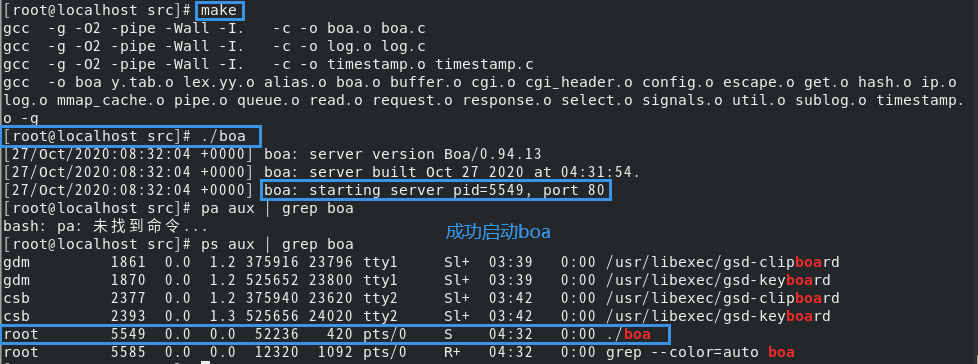 [root@localhost src]# make
gcc  -g -O2 -pipe -Wall -I.   -c -o boa.o boa.c
gcc  -g -O2 -pipe -Wall -I.   -c -o log.o log.c
gcc  -g -O2 -pipe -Wall -I.   -c -o timestamp.o timestamp.c
gcc  -o boa y.tab.o lex.yy.o alias.o boa.o buffer.o cgi.o cgi_header.o config.o escape.o get.o hash.o ip.o
log.o mmap_cache.o pipe.o queue.o read.o request.o response.o select.o signals.o util.o sublog.o timestamp.
o -g
[root@localhost src]# ./boa
[27/Oct/2020:08:32:04 +0000] boa: server version Boa/0.94.13
[27/Oct/2020:08:32:04 +0000] boa: server built Oct 27 2020 at 04:31:54.
[27/Oct/2020:08:32:04 +0000] boa: starting server pid=5549, port 80
[root@localhost src]# pa aux | grep boa
bash: pa: 未找到命令...
成功启动boa
[root@localhost src]# ps aux | grep boa
gdm         1861  0.0  1.2 375916 23796 tty1     Sl+  03:39   0:00 /usr/libexec/gsd-clipboard
gdm         1870  0.0  1.2 525652 23800 tty1     Sl+  03:39   0:00 /usr/libexec/gsd-keyboard
csb         2377  0.0  1.2 375940 23620 tty2     Sl+  03:42   0:00 /usr/libexec/gsd-clipboard
csb         2393  0.0  1.3 525656 24020 tty2     Sl+  03:42   0:00 /usr/libexec/gsd-keyboard
root        5549  0.0  0.0  52236   420 pts/0    S    04:32   0:00 ./boa
root        5585  0.0  0.0  12320  1092 pts/0    R+   04:32   0:00 grep --color=auto boa